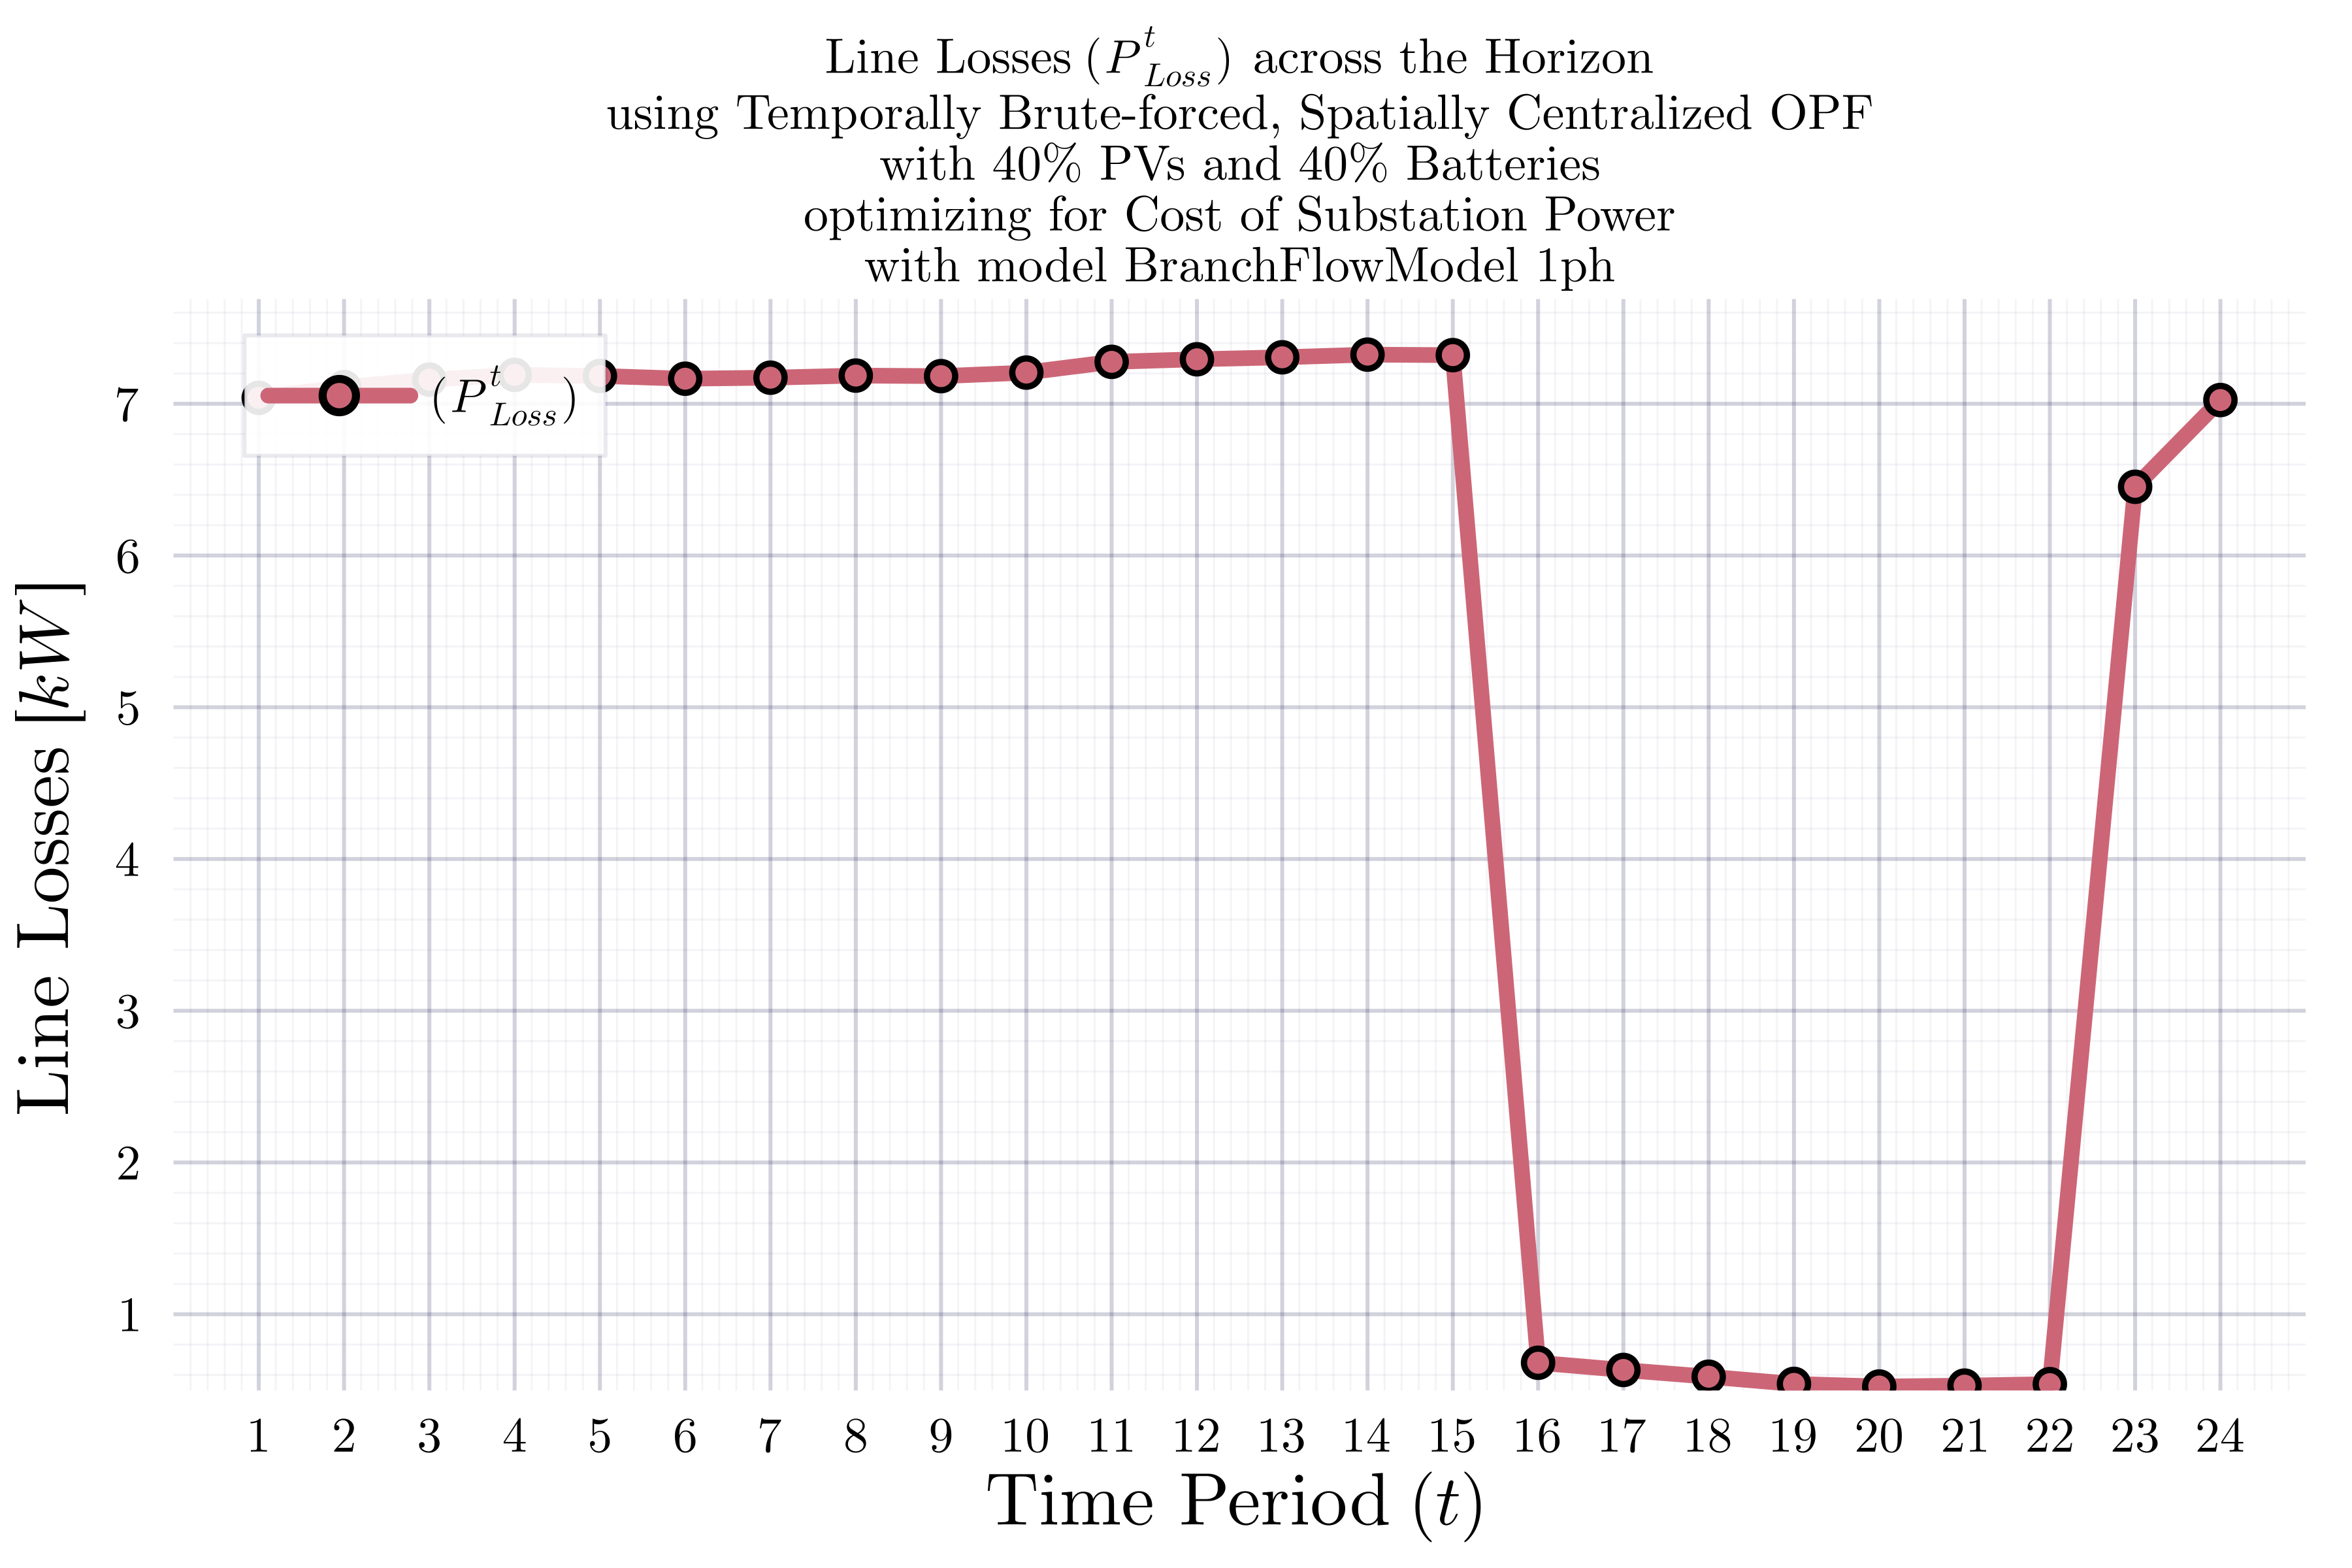 Line Losses (P^t_Loss) across the Horizon
using Temporally Brute-forced, Spatially Centralized OPF
with 40% PVs and 40% Batteries
optimizing for Cost of Substation Power
with model BranchFlowModel 1ph
(P^t_Loss)
Line Losses [kW]
7
6
5
4
3
2
1
1 2 3 4 5 6 7 8 9 10 11 12 13 14 15 16 17 18 19 20 21 22 23 24
Time Period (t)